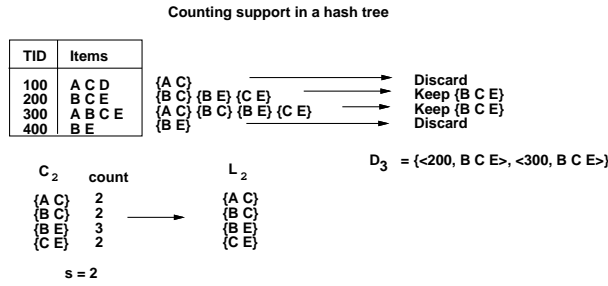 Counting support in a hash tree
TID Items
100 A C D {A C} Discard
200 B C E {B C} {B E} {C E} Keep {B C E}
300 A B C E {A C} {B C} {B E} {C E} Keep {B C E}
400 B E {B E} Discard
D3 = {<200, B C E>, <300, B C E>}
C2 count L2
{A C} 2 {A C}
{B C} 2 {B C}
{B E} 3 {B E}
{C E} 2 {C E}
s = 2